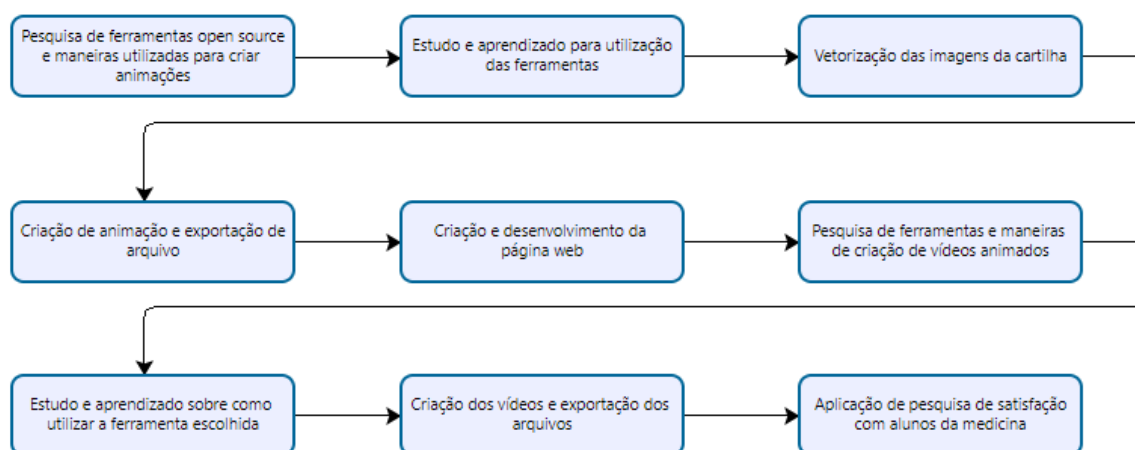 Pesquisa de ferramentas open source
e maneiras utilizadas para criar
animações
Estudo e aprendizado para utilização
das ferramentas
Vetorização das imagens da cartilha
Criação de animação e exportação de
arquivo
Criação e desenvolvimento da
página web
Pesquisa de ferramentas e maneiras
de criação de vídeos animados
Estudo e aprendizado sobre como
utilizar a ferramenta escolhida
Criação dos vídeos e exportação dos
arquivos
Aplicação de pesquisa de satisfação
com alunos da medicina